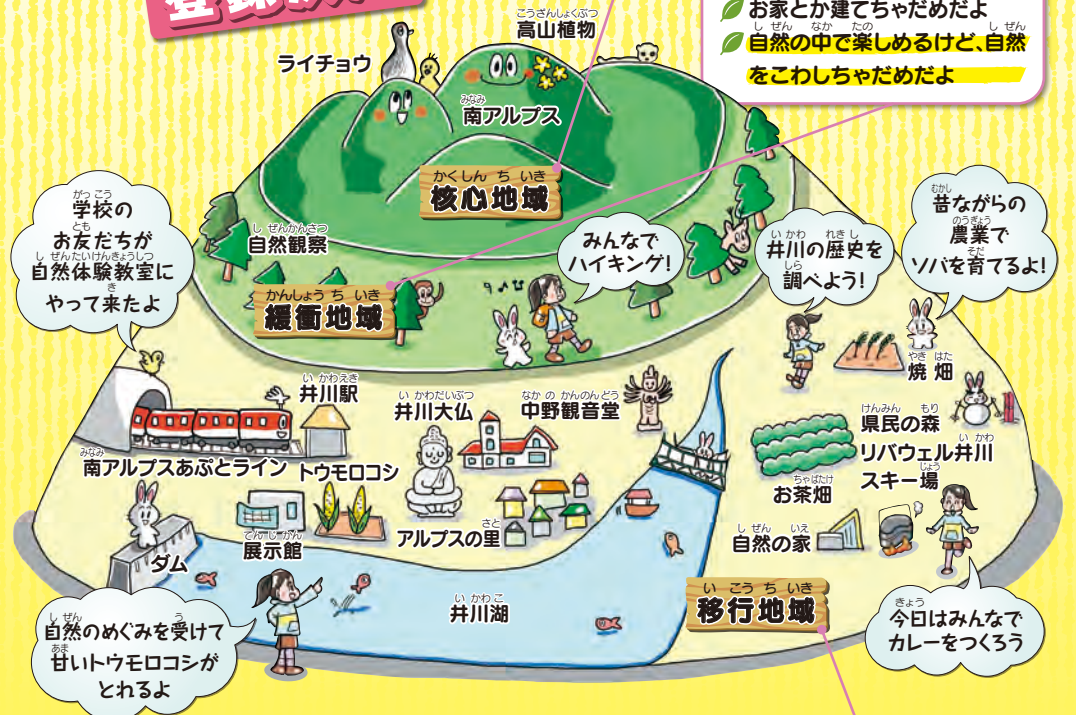 お家とか建てちゃだめだよ
自然の中で楽しめるけど、自然
をこわしちゃだめだよ
高山植物
ライチョウ
南アルプス
核心地域
自然観察
緩衝地域
みんなで
ハイキング!
井川の歴史を
調べよう!
昔ながらの
農業で
ソバを育てるよ!
学校の
お友だちが
自然体験教室に
やって来たよ
焼畑
井川駅
井川大仏
中野観音堂
県民の森
リバウェル井川
スキー場
南アルプスあぷとライン
トウモロコシ
お茶畑
展示館
アルプスの里
自然の家
ダム
井川湖
移行地域
自然のめぐみを受けて
甘いトウモロコシが
とれるよ
今日はみんなで
カレーをつくろう